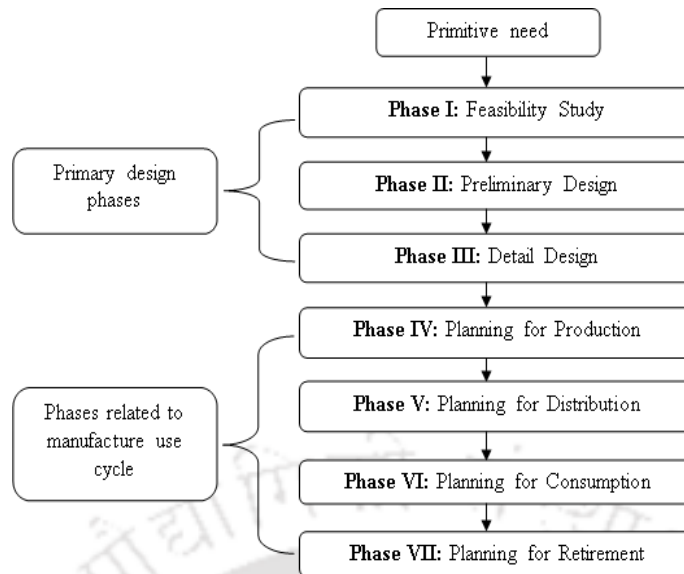 Primitive need
Phase I: Feasibility Study
Primary design
phases
Phase II: Preliminary Design
Phase III: Detail Design
Phase IV: Planning for Production
Phases related to
manufacture use
cycle
Phase V: Planning for Distribution
Phase VI: Planning for Consumption
Phase VII: Planning for Retirement